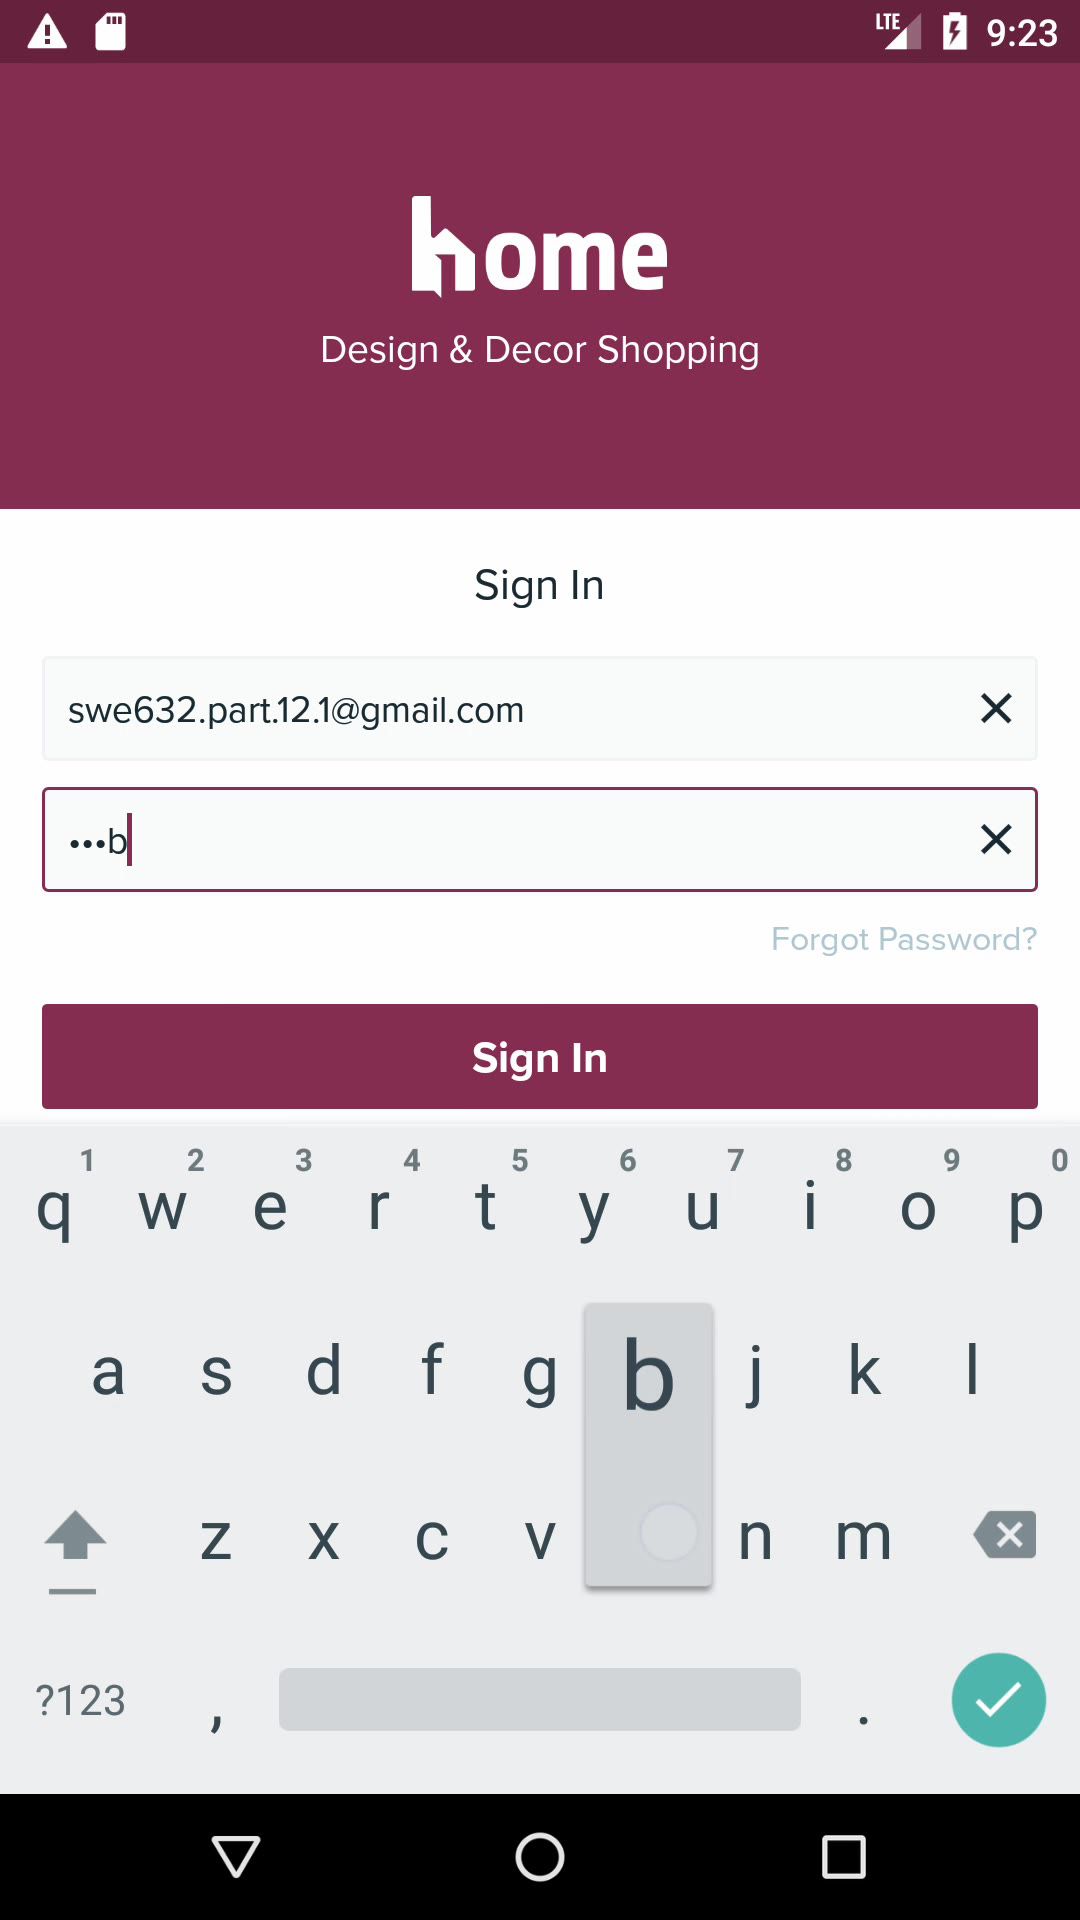 LTE 9:23
home
Design & Decor Shopping
Sign In
swe632.part.12.1@gmail.com
•••b
Forgot Password?
Sign In
1 2 3 4 5 6 7 8 9 0
q w e r t y u i o p
a s d f g b j k l
z x c v n m
?123 , .